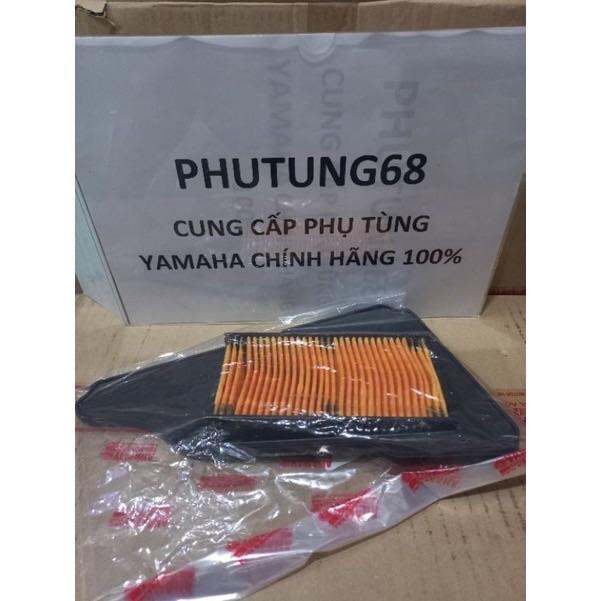 PHUTUNG68
CUNG CẤP PHỤ TÙNG
YAMAHA CHÍNH HÃNG 100%